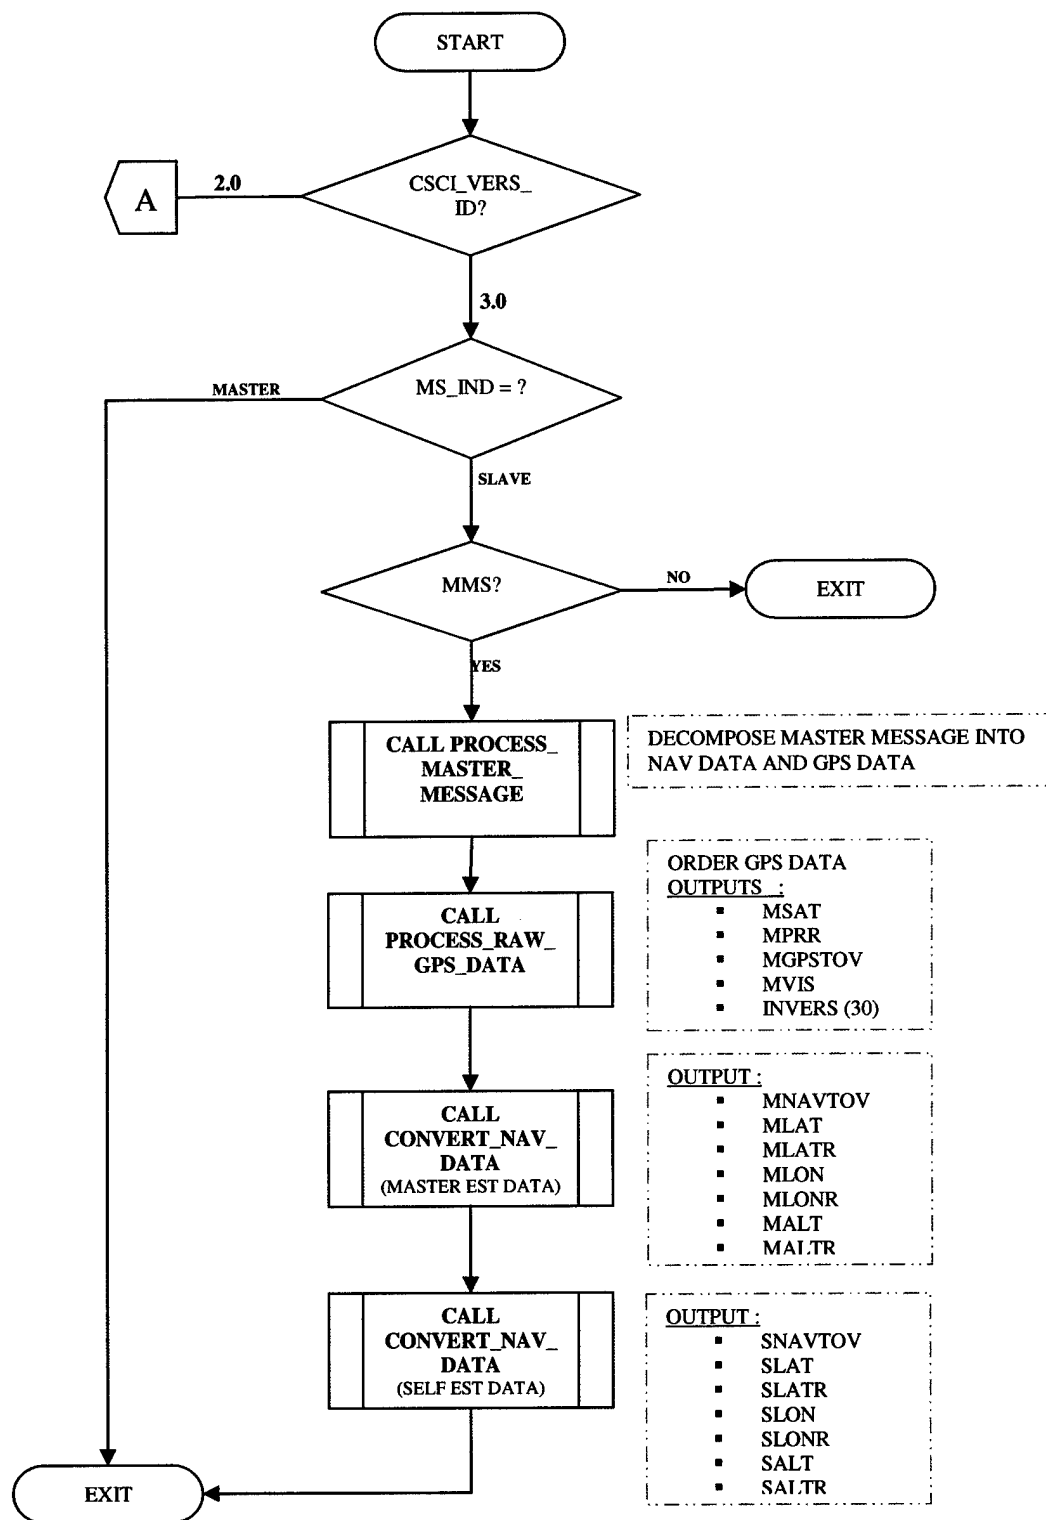 START
CSCI_VERS_
ID?
2.0
A
3.0
MS_IND = ?
MASTER
SLAVE
MMS?
NO
EXIT
YES
CALL PROCESS_
MASTER_
MESSAGE
DECOMPOSE MASTER MESSAGE INTO
NAV DATA AND GPS DATA
CALL
PROCESS_RAW_
GPS_DATA
ORDER GPS DATA
OUTPUTS :
▪ MSAT
▪ MPRR
▪ MGPSTOV
▪ MVIS
▪ INVERS (30)
CALL
CONVERT_NAV_
DATA
(MASTER EST DATA)
OUTPUT :
▪ MNAVTOV
▪ MLAT
▪ MLATR
▪ MLON
▪ MLONR
▪ MALT
▪ MALTR
CALL
CONVERT_NAV_
DATA
(SELF EST DATA)
OUTPUT :
▪ SNAVTOV
▪ SLAT
▪ SLATR
▪ SLON
▪ SLONR
▪ SALT
▪ SALTR
EXIT